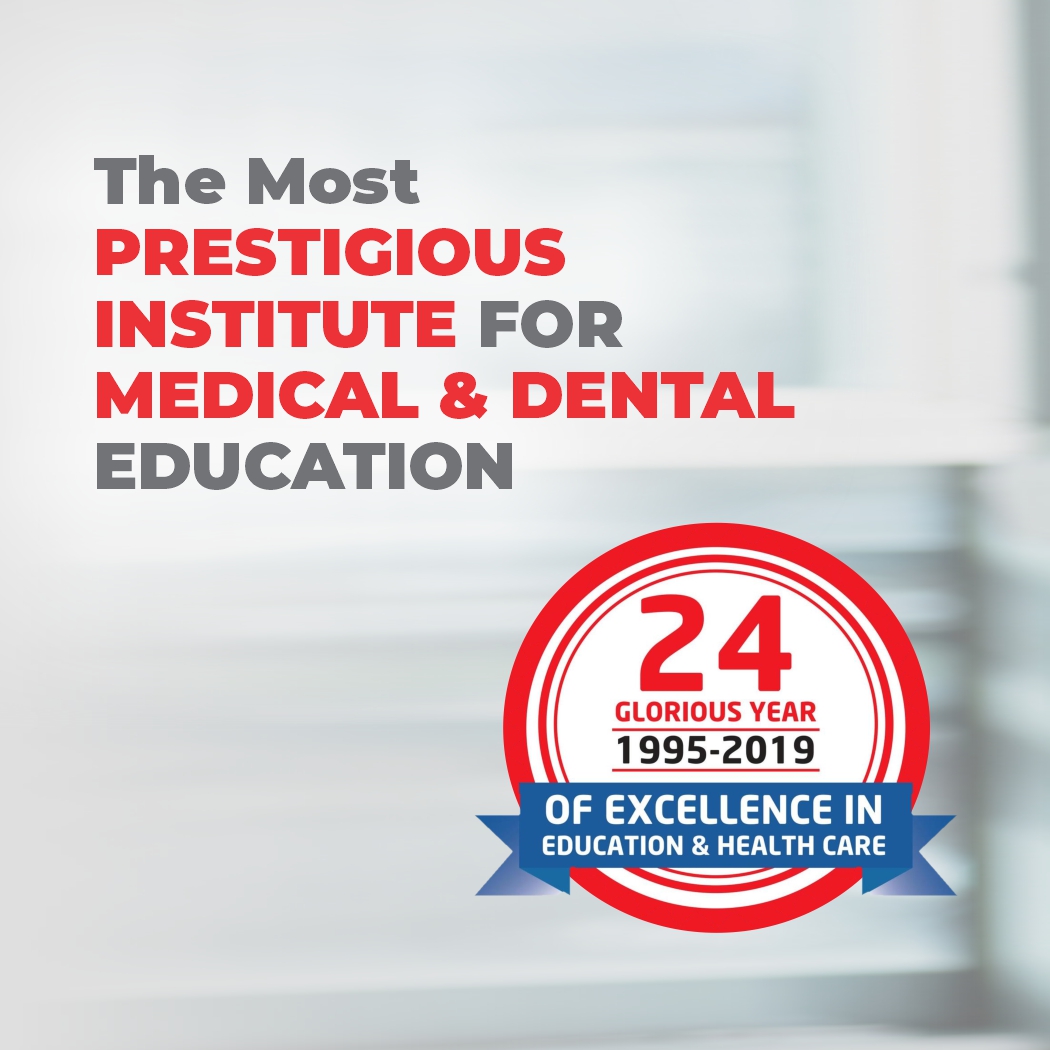 The Most
PRESTIGIOUS
INSTITUTE FOR
MEDICAL & DENTAL
EDUCATION
24
GLORIOUS YEAR
1995-2019
OF EXCELLENCE IN
EDUCATION & HEALTH CARE